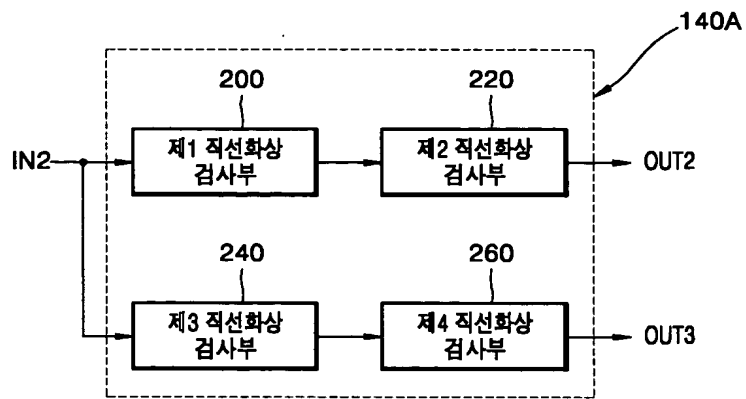 140A
200
220
IN2
제1 직선화상
검사부
제2 직선화상
검사부
OUT2
240
260
제3 직선화상
검사부
제4 직선화상
검사부
OUT3